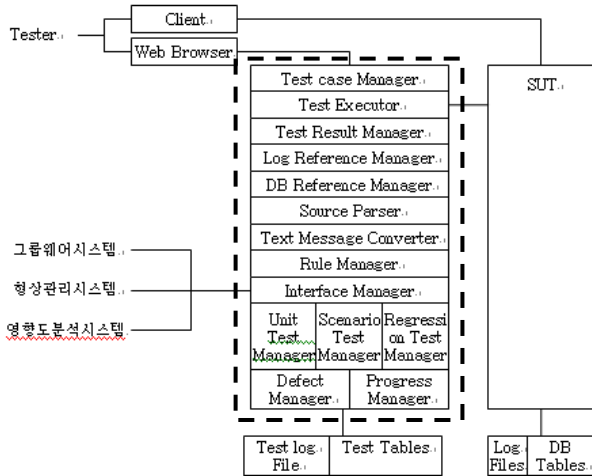 Client
Tester
Web Browser
Test case Manager
SUT
Test Executor
Test Result Manager
Log Reference Manager
DB Reference Manager
Source Parser
Text Message Converter
그룹웨어시스템
Rule Manager
형상관리시스템
Interface Manager
영향도분석시스템
Unit
Test
Manager
Scenario
Test
Manager
Regressi
on Test
Manager
Defect
Manager
Progress
Manager
Test log
File
Test Tables
Log
Files
DB
Tables